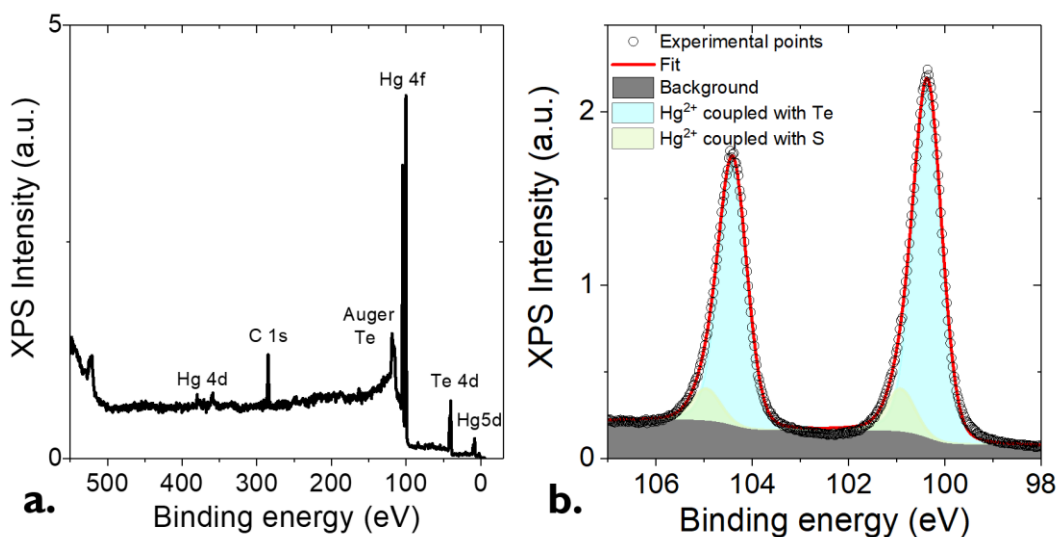 5
0
XPS Intensity (a.u.)
Hg 4f
Auger
Te
C 1s
Hg 4d
Te 4d
Hg5d
500 400 300 200 100 0
Binding energy (eV)
a.
Experimental points
Fit
Background
Hg²⁺ coupled with Te
Hg²⁺ coupled with S
2
1
0
XPS Intensity (a.u.)
106 104 102 100 98
Binding energy (eV)
b.